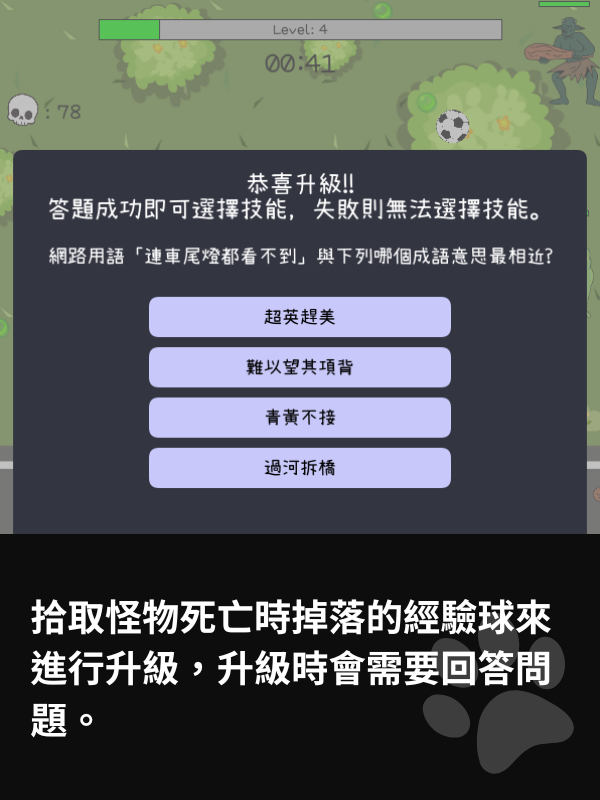 Level: 4
00:41
: 78
恭喜升級!!
答題成功即可選擇技能，失敗則無法選擇技能。
網路用語「連車尾燈都看不到」與下列哪個成語意思最相近?
超英趕美
難以望其項背
青黃不接
過河拆橋
拾取怪物死亡時掉落的經驗球來
進行升級，升級時會需要回答問
題。